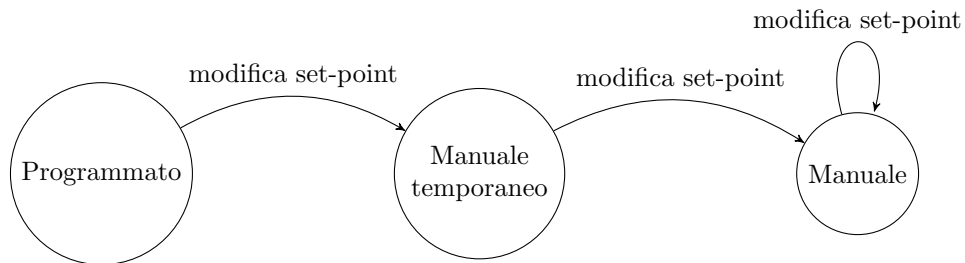 modifica set-point
modifica set-point
modifica set-point
Programmato
Manuale
temporaneo
Manuale